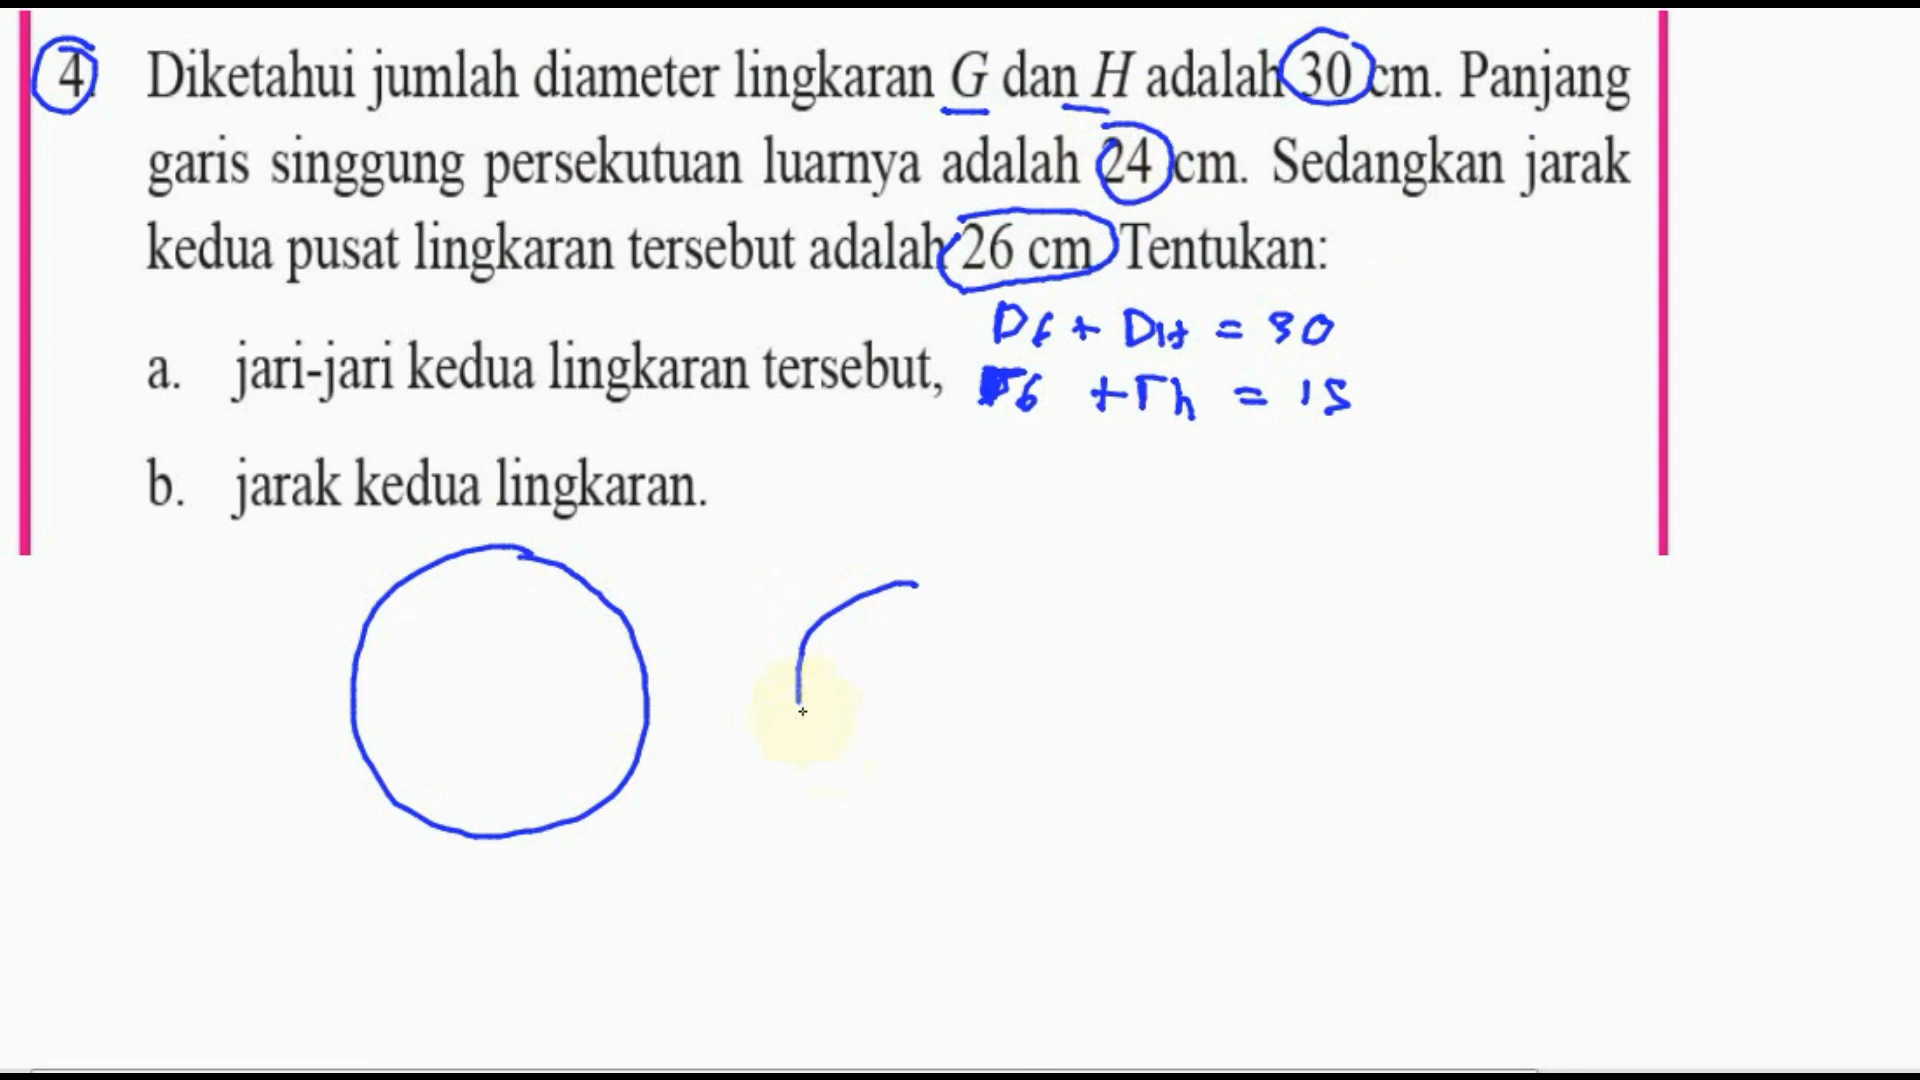 4. Diketahui jumlah diameter lingkaran G dan H adalah 30 cm. Panjang
garis singgung persekutuan luarnya adalah 24 cm. Sedangkan jarak
kedua pusat lingkaran tersebut adalah 26 cm. Tentukan:
DG + DH = 30
a. jari-jari kedua lingkaran tersebut,
rG + rh = 15
b. jarak kedua lingkaran.